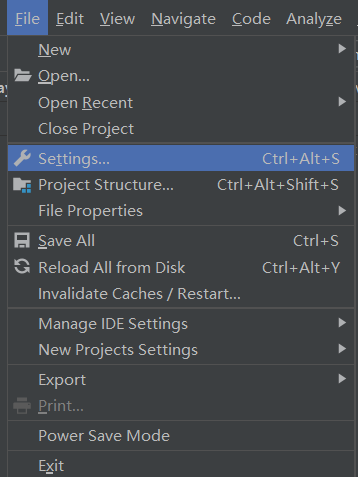 File Edit View Navigate Code Analyze
New
Open...
Open Recent
Close Project
Settings... Ctrl+Alt+S
Project Structure... Ctrl+Alt+Shift+S
File Properties
Save All Ctrl+S
Reload All from Disk Ctrl+Alt+Y
Invalidate Caches / Restart...
Manage IDE Settings
New Projects Settings
Export
Print...
Power Save Mode
Exit